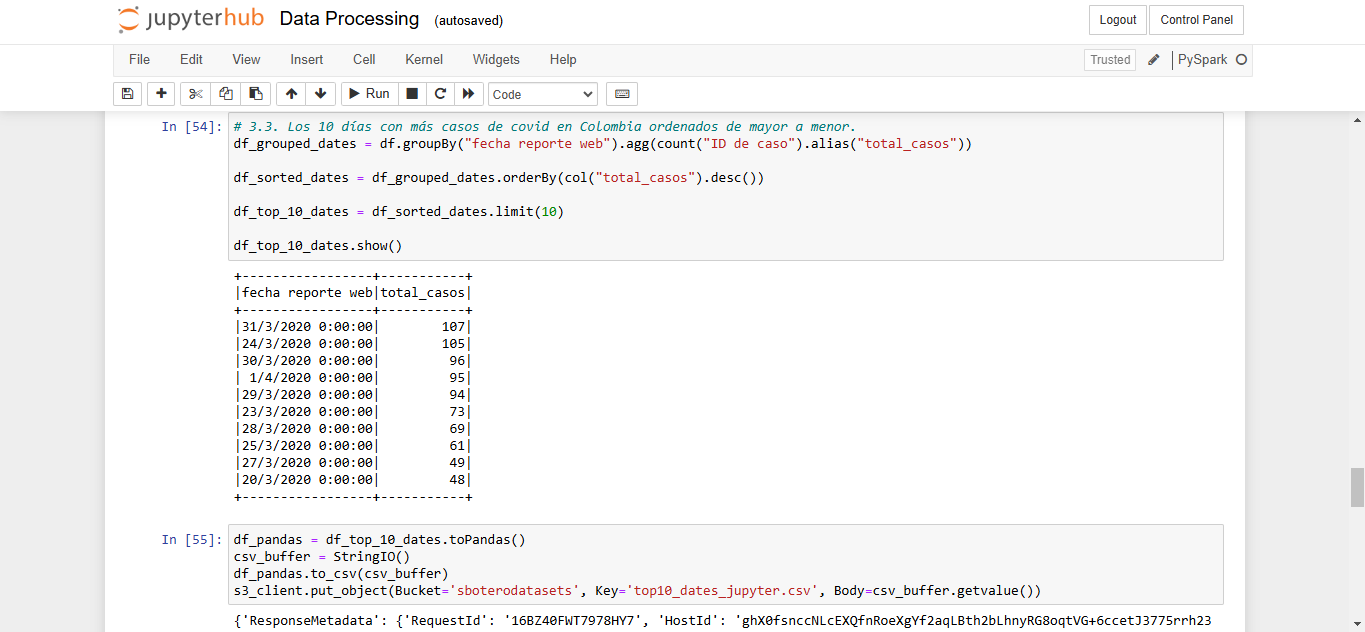 jupyterhub Data Processing (autosaved) Logout Control Panel
File Edit View Insert Cell Kernel Widgets Help Trusted PySpark
Run Code
In [54]: # 3.3. Los 10 días con más casos de covid en Colombia ordenados de mayor a menor.
df_grouped_dates = df.groupBy("fecha reporte web").agg(count("ID de caso").alias("total_casos"))
df_sorted_dates = df_grouped_dates.orderBy(col("total_casos").desc())
df_top_10_dates = df_sorted_dates.limit(10)
df_top_10_dates.show()
+-----------------+-----------+
|fecha reporte web|total_casos|
+-----------------+-----------+
|31/3/2020 0:00:00|        107|
|24/3/2020 0:00:00|        105|
|30/3/2020 0:00:00|         96|
| 1/4/2020 0:00:00|         95|
|29/3/2020 0:00:00|         94|
|23/3/2020 0:00:00|         73|
|28/3/2020 0:00:00|         69|
|25/3/2020 0:00:00|         61|
|27/3/2020 0:00:00|         49|
|20/3/2020 0:00:00|         48|
+-----------------+-----------+
In [55]: df_pandas = df_top_10_dates.toPandas()
csv_buffer = StringIO()
df_pandas.to_csv(csv_buffer)
s3_client.put_object(Bucket='sboterodatasets', Key='top10_dates_jupyter.csv', Body=csv_buffer.getvalue())
{'ResponseMetadata': {'RequestId': '16BZ40FWT7978HY7', 'HostId': 'ghX0fsnccNLcEXQfnRoeXgYf2aqLBth2bLhnyRG8oqtVG+6ccetJ3775rrh23